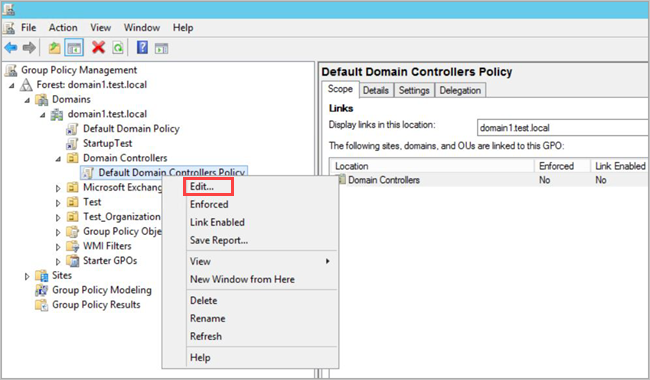 File Action View Window Help
Group Policy Management
Forest: domain1.test.local
Domains
domain1.test.local
Default Domain Policy
StartupTest
Domain Controllers
Default Domain Controllers Policy
Microsoft Exchang
Test
Test_Organization
Group Policy Obje
WMI Filters
Starter GPOs
Sites
Group Policy Modeling
Group Policy Results
Edit...
Enforced
Link Enabled
Save Report...
View
New Window from Here
Delete
Rename
Refresh
Help
Default Domain Controllers Policy
Scope Details Settings Delegation
Links
Display links in this location: domain1.test.local
The following sites, domains, and OUs are linked to this GPO:
Location Enforced Link Enabled
Domain Controllers No No